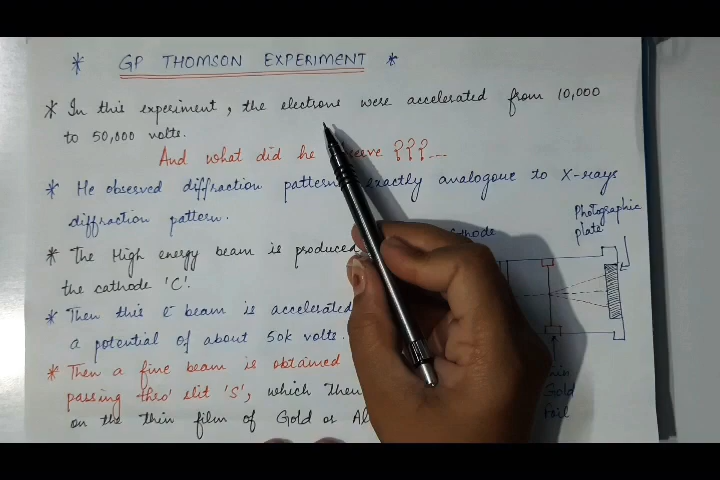 * GP THOMSON EXPERIMENT *
* In this experiment, the electrons were accelerated from 10,000
to 50,000 volts.
And what did he ???...
* He observed diffraction pattern exactly analogous to X-rays
diffraction pattern.
* The High energy beam is produced
the cathode 'C'.
* Then this e⁻ beam is accelerated
a potential of about 50k volts.
* Then a fine beam is obtained
passing thro' slit 'S', which then
on the thin film of Gold or Al
Photographic
plate
Gold
foil